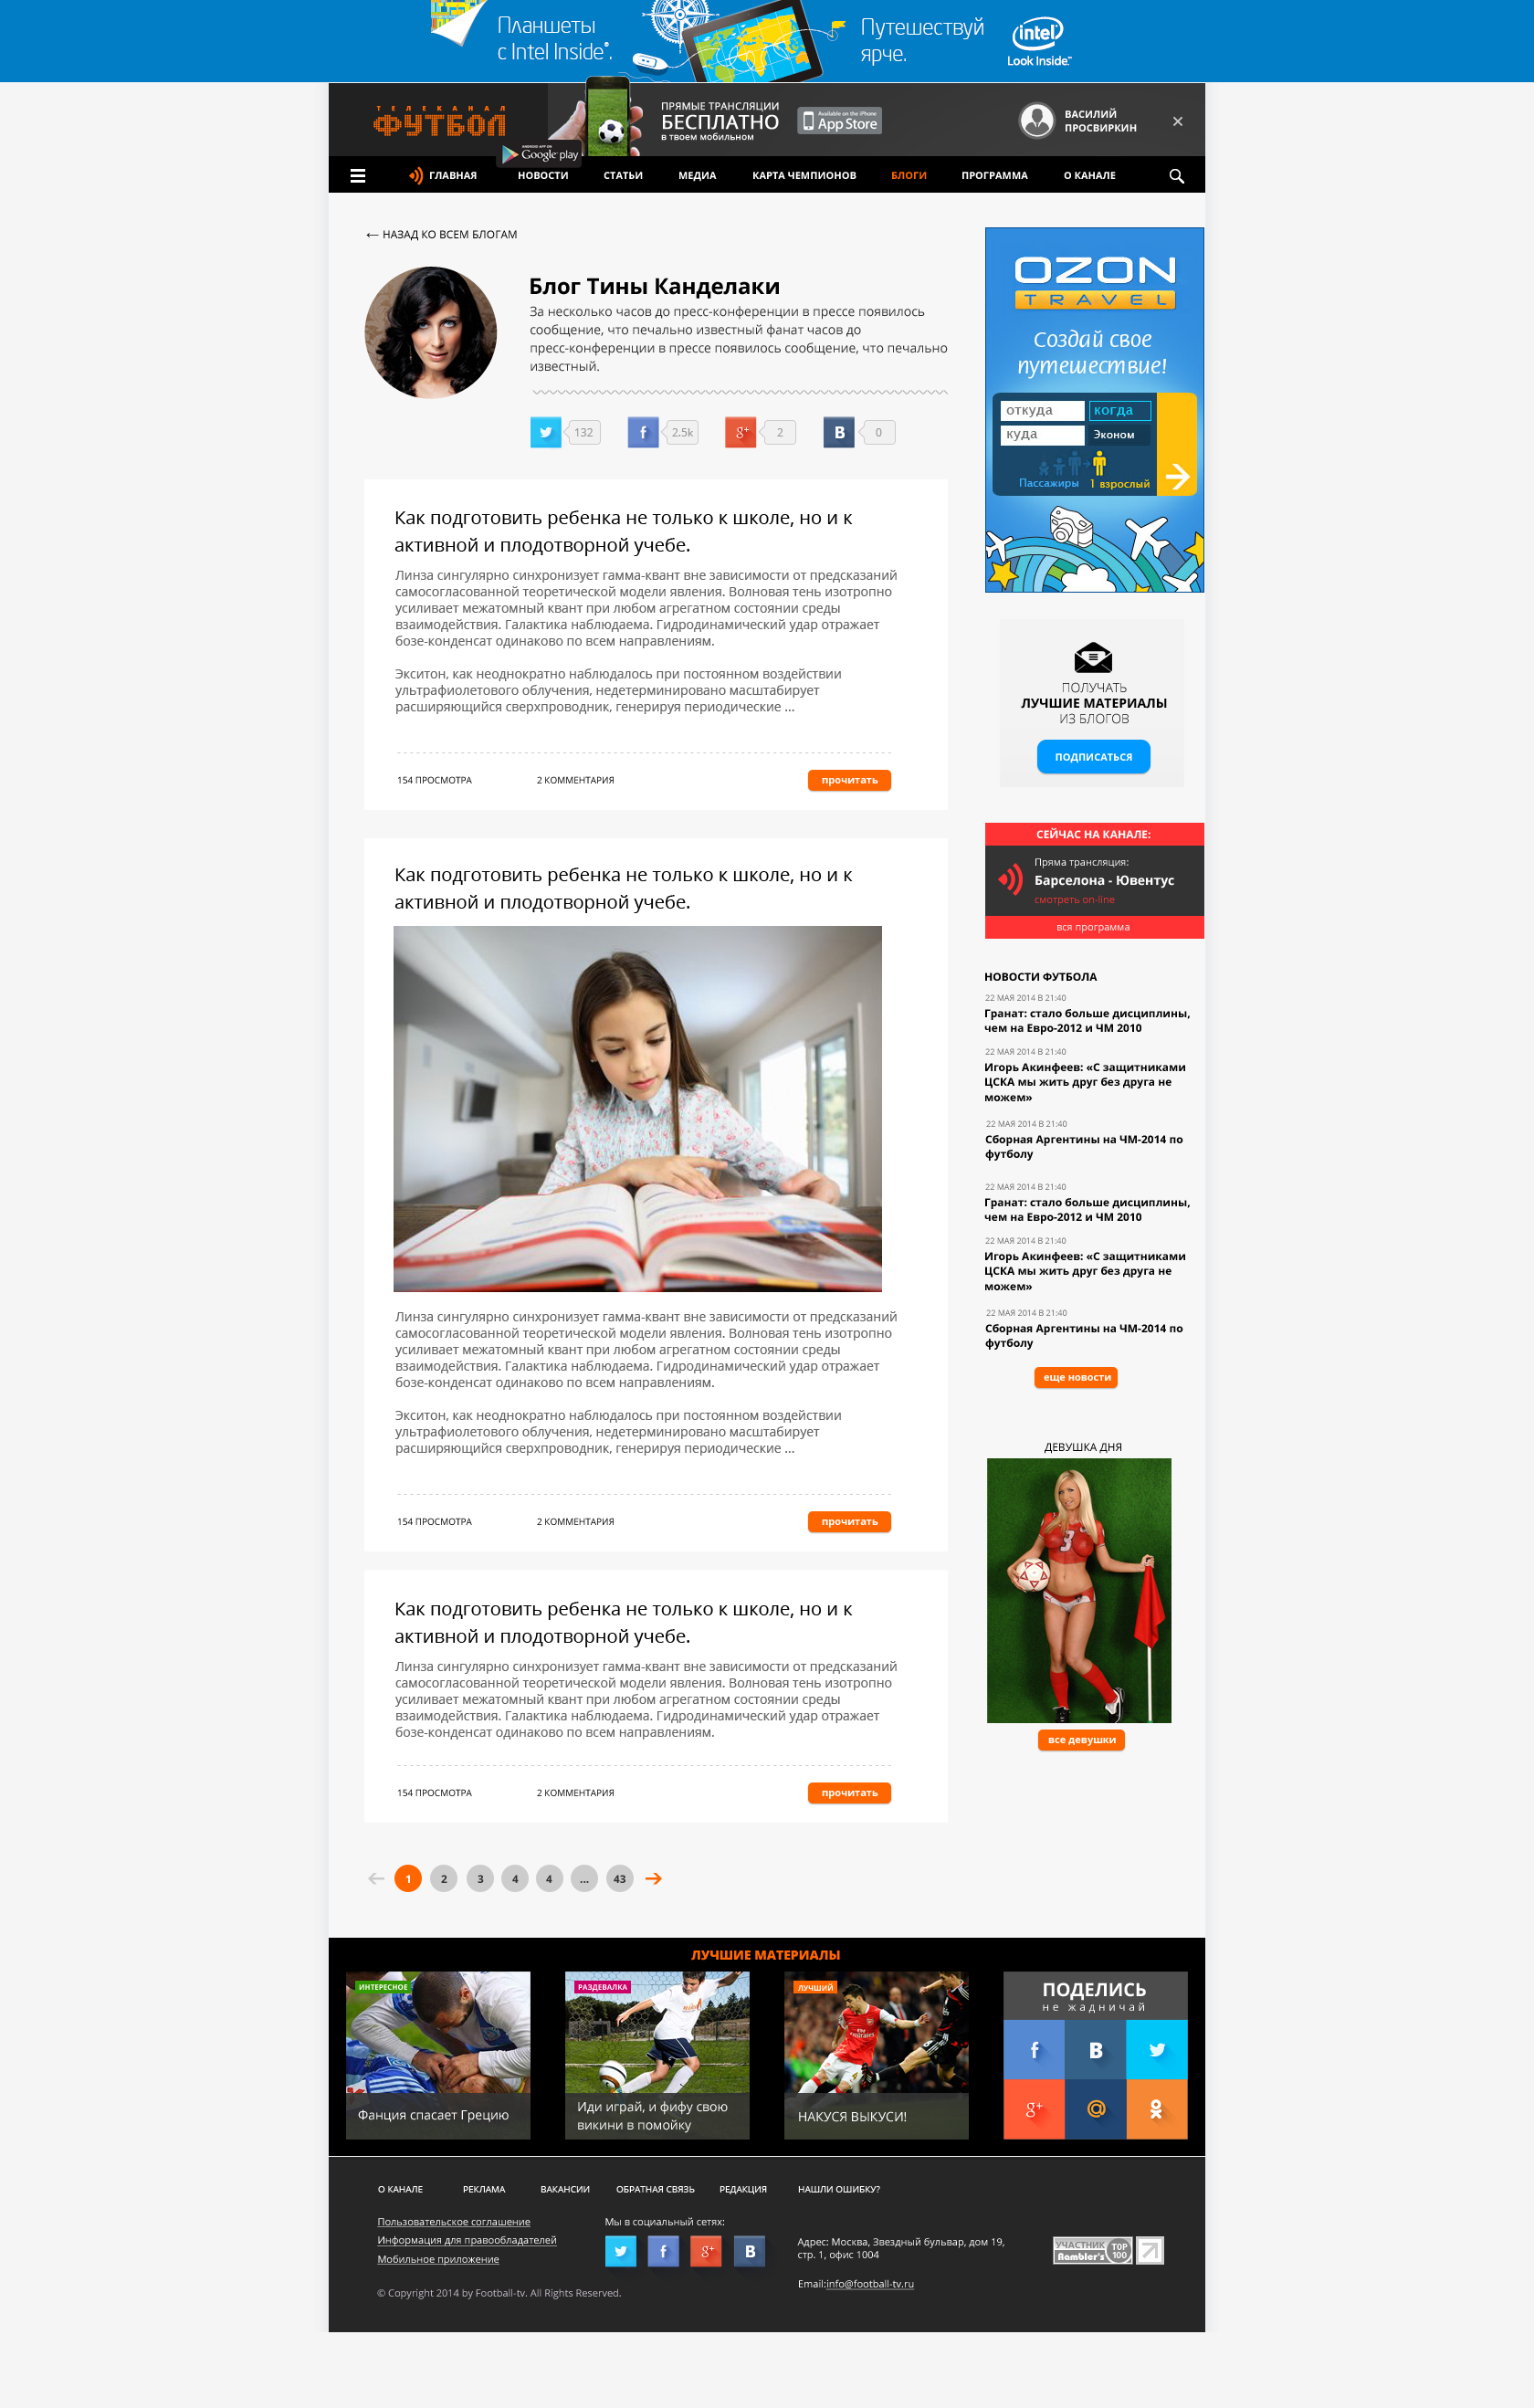 Планшеты
с Intel Inside®.
Путешествуй
ярче.
intel
Look Inside.™
ТЕЛЕКАНАЛ
ФУТБОЛ
ПРЯМЫЕ ТРАНСЛЯЦИИ
БЕСПЛАТНО
в твоем мобильном
Available on the iPhone
App Store
ANDROID APP ON
Google play
ВАСИЛИЙ
ПРОСВИРКИН
ГЛАВНАЯ
НОВОСТИ
СТАТЬИ
МЕДИА
КАРТА ЧЕМПИОНОВ
БЛОГИ
ПРОГРАММА
О КАНАЛЕ
← НАЗАД КО ВСЕМ БЛОГАМ
Блог Тины Канделаки
За несколько часов до пресс-конференции в прессе появилось
сообщение, что печально известный фанат часов до
пресс-конференции в прессе появилось сообщение, что печально
известный.
132
2.5k
2
0
Как подготовить ребенка не только к школе, но и к
активной и плодотворной учебе.
Линза сингулярно синхронизует гамма-квант вне зависимости от предсказаний
самосогласованной теоретической модели явления. Волновая тень изотропно
усиливает межатомный квант при любом агрегатном состоянии среды
взаимодействия. Галактика наблюдаема. Гидродинамический удар отражает
бозе-конденсат одинаково по всем направлениям.
Экситон, как неоднократно наблюдалось при постоянном воздействии
ультрафиолетового облучения, недетерминировано масштабирует
расширяющийся сверхпроводник, генерируя периодические ...
154 ПРОСМОТРА
2 КОММЕНТАРИЯ
прочитать
Как подготовить ребенка не только к школе, но и к
активной и плодотворной учебе.
Линза сингулярно синхронизует гамма-квант вне зависимости от предсказаний
самосогласованной теоретической модели явления. Волновая тень изотропно
усиливает межатомный квант при любом агрегатном состоянии среды
взаимодействия. Галактика наблюдаема. Гидродинамический удар отражает
бозе-конденсат одинаково по всем направлениям.
Экситон, как неоднократно наблюдалось при постоянном воздействии
ультрафиолетового облучения, недетерминировано масштабирует
расширяющийся сверхпроводник, генерируя периодические ...
154 ПРОСМОТРА
2 КОММЕНТАРИЯ
прочитать
Как подготовить ребенка не только к школе, но и к
активной и плодотворной учебе.
Линза сингулярно синхронизует гамма-квант вне зависимости от предсказаний
самосогласованной теоретической модели явления. Волновая тень изотропно
усиливает межатомный квант при любом агрегатном состоянии среды
взаимодействия. Галактика наблюдаема. Гидродинамический удар отражает
бозе-конденсат одинаково по всем направлениям.
154 ПРОСМОТРА
2 КОММЕНТАРИЯ
прочитать
1
2
3
4
4
...
43
OZON
TRAVEL
Создай свое
путешествие!
откуда
когда
куда
Эконом
Пассажиры
1 взрослый
ПОЛУЧАТЬ
ЛУЧШИЕ МАТЕРИАЛЫ
ИЗ БЛОГОВ
ПОДПИСАТЬСЯ
СЕЙЧАС НА КАНАЛЕ:
Пряма трансляция:
Барселона - Ювентус
смотреть on-line
вся программа
НОВОСТИ ФУТБОЛА
22 МАЯ 2014 В 21:40
Гранат: стало больше дисциплины,
чем на Евро-2012 и ЧМ 2010
22 МАЯ 2014 В 21:40
Игорь Акинфеев: «С защитниками
ЦСКА мы жить друг без друга не
можем»
22 МАЯ 2014 В 21:40
Сборная Аргентины на ЧМ-2014 по
футболу
22 МАЯ 2014 В 21:40
Гранат: стало больше дисциплины,
чем на Евро-2012 и ЧМ 2010
22 МАЯ 2014 В 21:40
Игорь Акинфеев: «С защитниками
ЦСКА мы жить друг без друга не
можем»
22 МАЯ 2014 В 21:40
Сборная Аргентины на ЧМ-2014 по
футболу
еще новости
ДЕВУШКА ДНЯ
3
все девушки
ЛУЧШИЕ МАТЕРИАЛЫ
ИНТЕРЕСНОЕ
Фанция спасает Грецию
РАЗДЕВАЛКА
Иди играй, и фифу свою
викини в помойку
ЛУЧШИЙ
НАКУСЯ ВЫКУСИ!
ПОДЕЛИСЬ
не жадничай
О КАНАЛЕ
РЕКЛАМА
ВАКАНСИИ
ОБРАТНАЯ СВЯЗЬ
РЕДАКЦИЯ
НАШЛИ ОШИБКУ?
Пользовательское соглашение
Информация для правообладателей
Мобильное приложение
Мы в социальный сетях:
Адрес: Москва, Звездный бульвар, дом 19,
стр. 1, офис 1004
Email:info@football-tv.ru
УЧАСТНИК
Rambler's
TOP
100
© Copyright 2014 by Football-tv. All Rights Reserved.